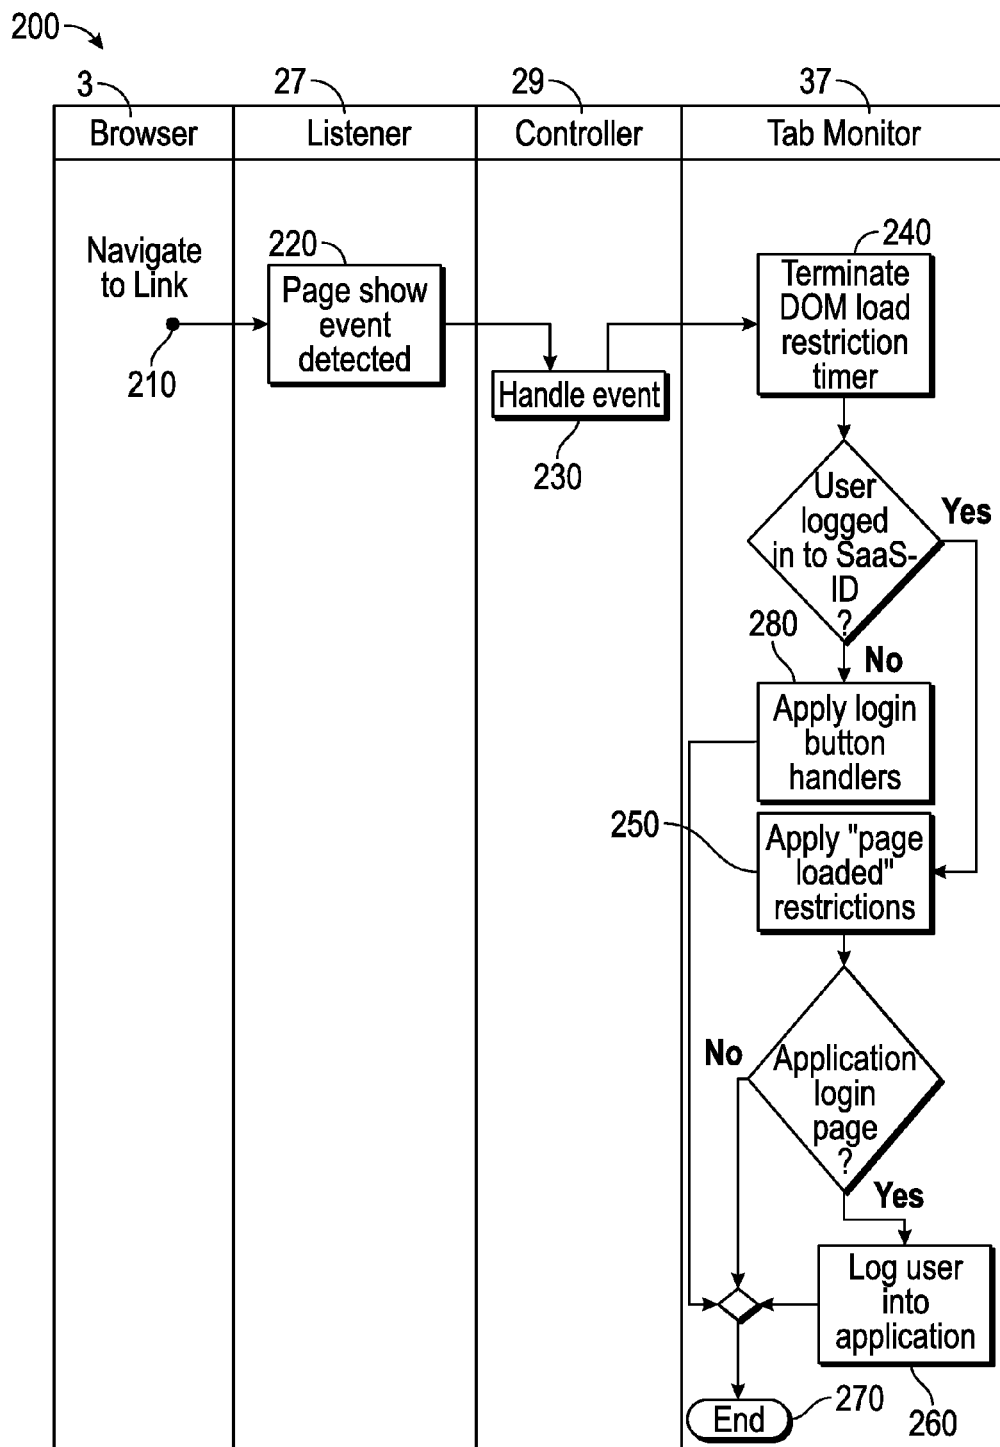 200
3
27
29
37
Browser
Listener
Controller
Tab Monitor
Navigate
to Link
210
220
Page show
event
detected
Handle event
230
240
Terminate
DOM load
restriction
timer
User
logged
in to SaaS-
ID
?
Yes
No
280
Apply login
button
handlers
250
Apply "page
loaded"
restrictions
Application
login
page
?
No
Yes
Log user
into
application
260
End
270